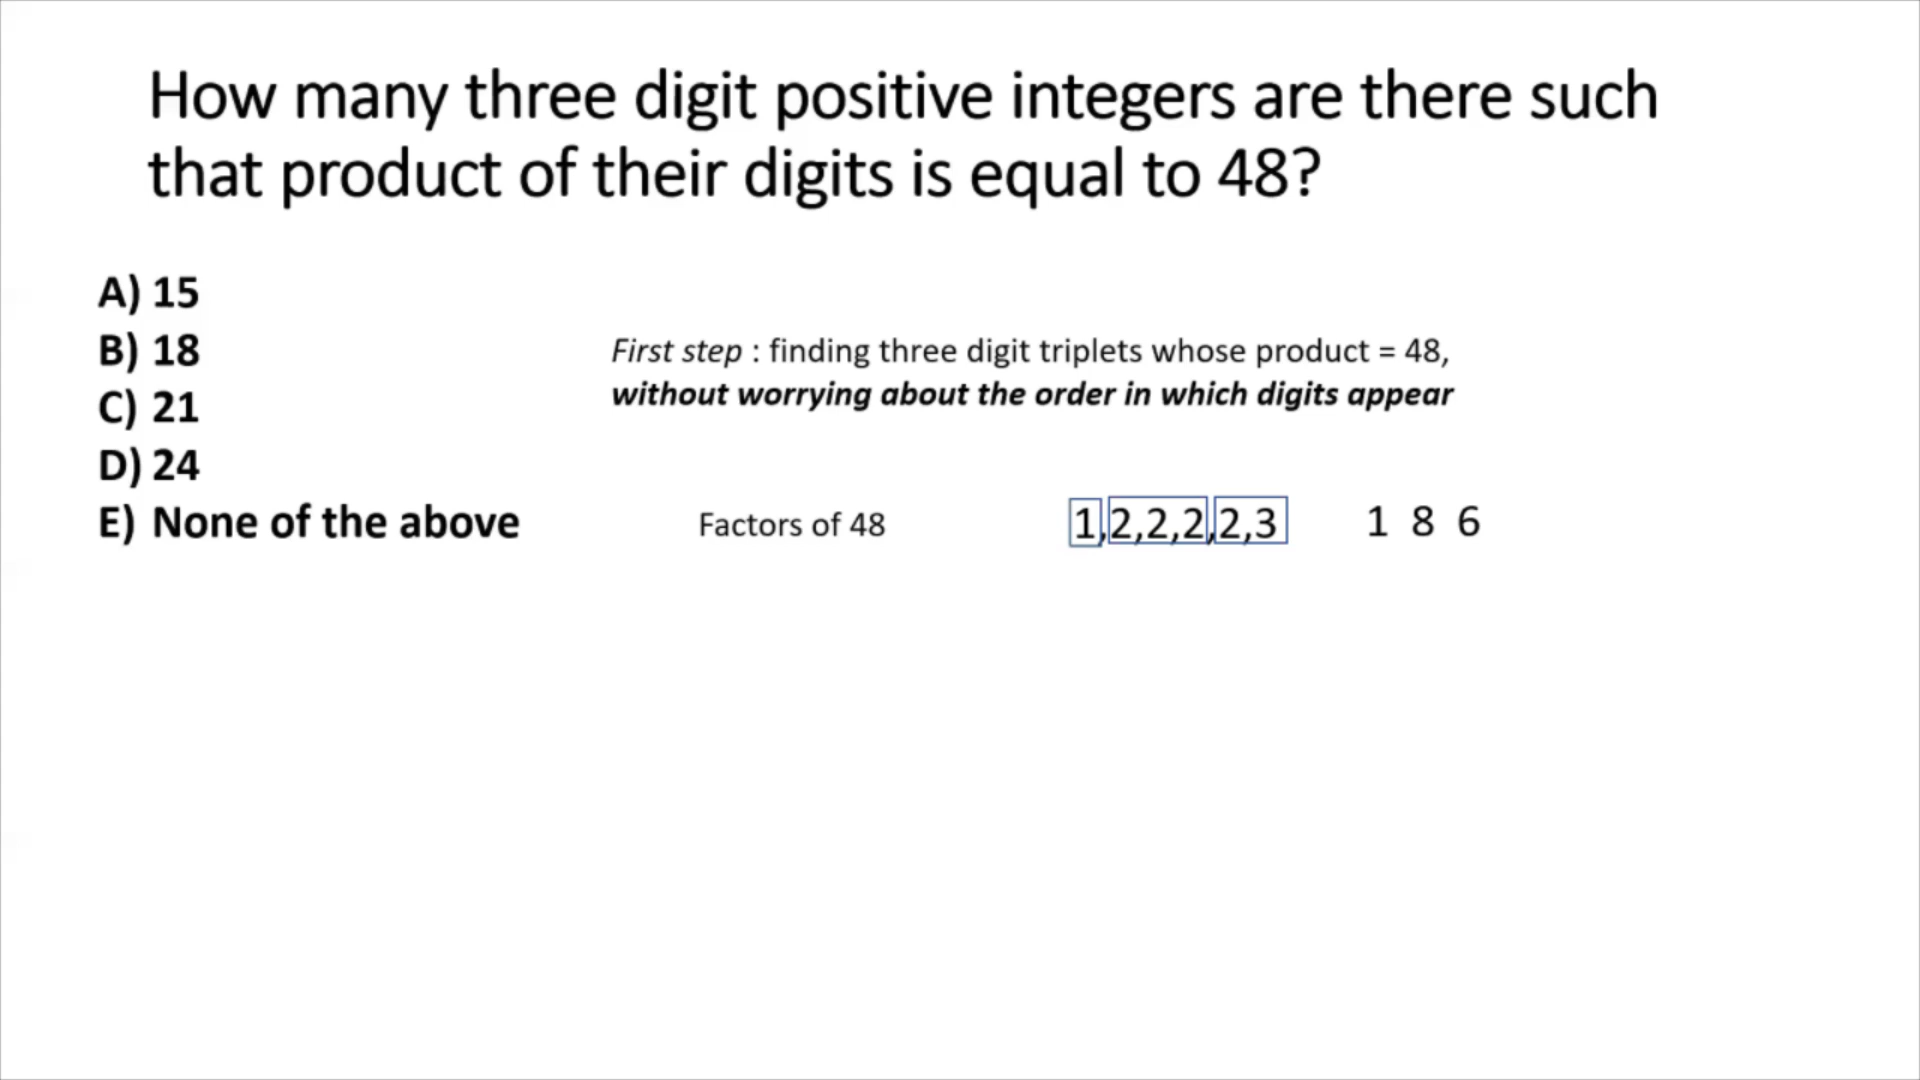 How many three digit positive integers are there such
that product of their digits is equal to 48?
A) 15
B) 18
C) 21
D) 24
E) None of the above
First step : finding three digit triplets whose product = 48,
without worrying about the order in which digits appear
Factors of 48
1,2,2,2,2,3
1 8 6